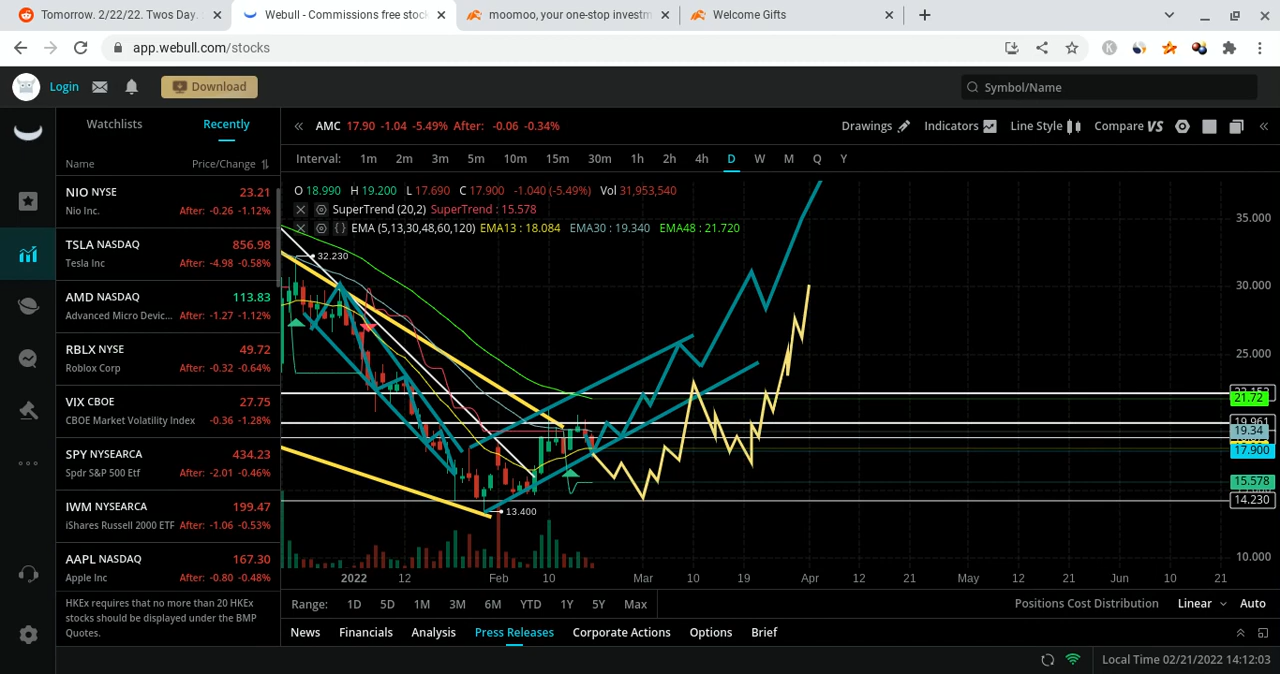 Tomorrow. 2/22/22. Twos Day.
Webull - Commissions free stoc
moomoo, your one-stop investm
Welcome Gifts
app.webull.com/stocks
Login
Download
Symbol/Name
Watchlists
Recently
AMC 17.90 -1.04 -5.49% After: -0.06 -0.34%
Drawings
Indicators
Line Style
Compare VS
Name
Price/Change
Interval: 1m 2m 3m 5m 10m 15m 30m 1h 2h 4h D W M Q Y
NIO NYSE 23.21
Nio Inc. After: -0.26 -1.12%
TSLA NASDAQ 856.98
Tesla Inc After: -4.98 -0.58%
AMD NASDAQ 113.83
Advanced Micro Devic... After: -1.27 -1.12%
RBLX NYSE 49.72
Roblox Corp After: -0.32 -0.64%
VIX CBOE 27.75
CBOE Market Volatility Index -0.36 -1.28%
SPY NYSEARCA 434.23
Spdr S&P 500 Etf After: -2.01 -0.46%
IWM NYSEARCA 199.47
iShares Russell 2000 ETF After: -1.06 -0.53%
AAPL NASDAQ 167.30
Apple Inc After: -0.80 -0.48%
HKEx requires that no more than 20 HKEx
stocks should be displayed under the BMP
Quotes.
O 18.990 H 19.200 L 17.690 C 17.900 -1.040 (-5.49%) Vol 31,953,540
SuperTrend (20,2) SuperTrend : 15.578
EMA (5,13,30,48,60,120) EMA13 : 18.084 EMA30 : 19.340 EMA48 : 21.720
32.230
13.400
35.000
30.000
25.000
21.72
19.961
19.34
17.900
15.578
14.230
10.000
2022 12 Feb 10 Mar 10 19 Apr 12 21 May 12 21 Jun 10 21
Range: 1D 5D 1M 3M 6M YTD 1Y 5Y Max
Positions Cost Distribution
Linear
Auto
News
Financials
Analysis
Press Releases
Corporate Actions
Options
Brief
Local Time 02/21/2022 14:12:03